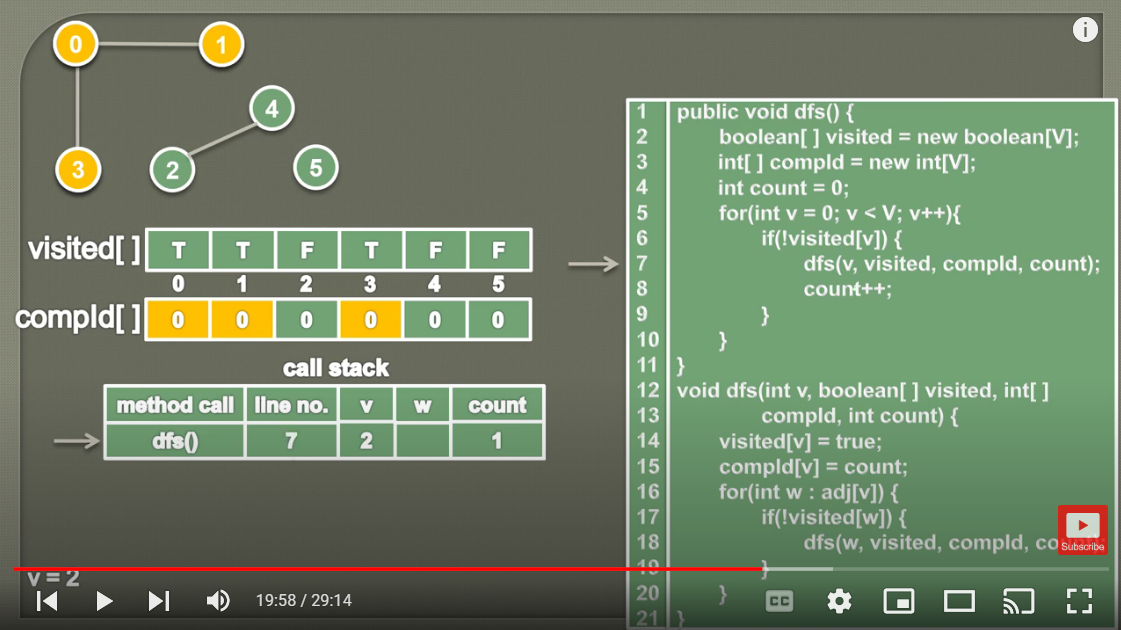 0
1
4
3
2
5
visited[ ] T T F T F F
0 1 2 3 4 5
compId[ ] 0 0 0 0 0 0
call stack
method call line no. v w count
dfs() 7 2 1
v = 2
1 public void dfs() {
2 boolean[ ] visited = new boolean[V];
3 int[ ] compId = new int[V];
4 int count = 0;
5 for(int v = 0; v < V; v++){
6 if(!visited[v]) {
7 dfs(v, visited, compId, count);
8 count++;
9 }
10 }
11 }
12 void dfs(int v, boolean[ ] visited, int[ ]
13 compId, int count) {
14 visited[v] = true;
15 compId[v] = count;
16 for(int w : adj[v]) {
17 if(!visited[w]) {
18 dfs(w, visited, compId,
19 }
20 }
21 }
Subscribe
19:58 / 29:14
CC
i